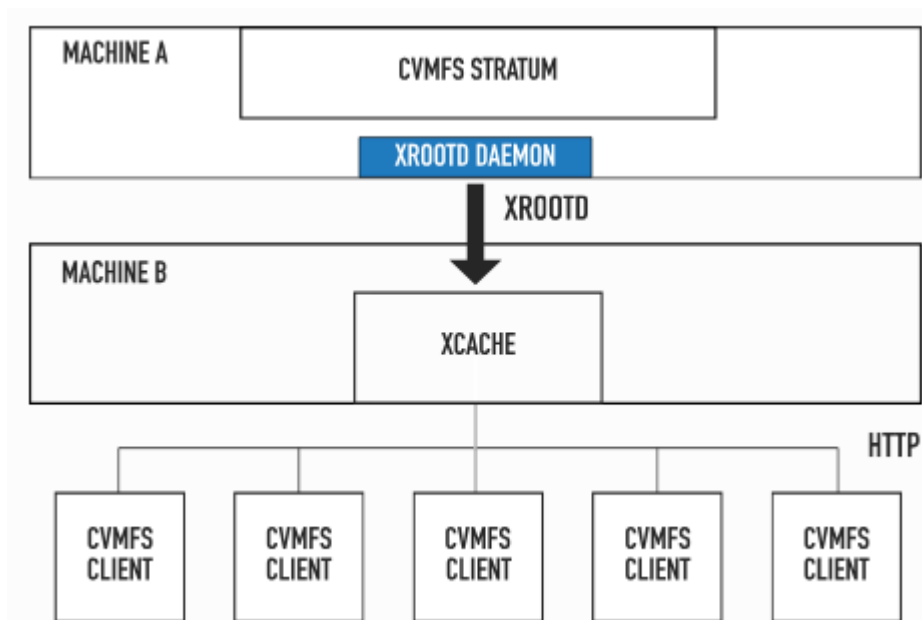 MACHINE A
CVMFS STRATUM
XROOTD DAEMON
XROOTD
MACHINE B
XCACHE
HTTP
CVMFS
CLIENT
CVMFS
CLIENT
CVMFS
CLIENT
CVMFS
CLIENT
CVMFS
CLIENT